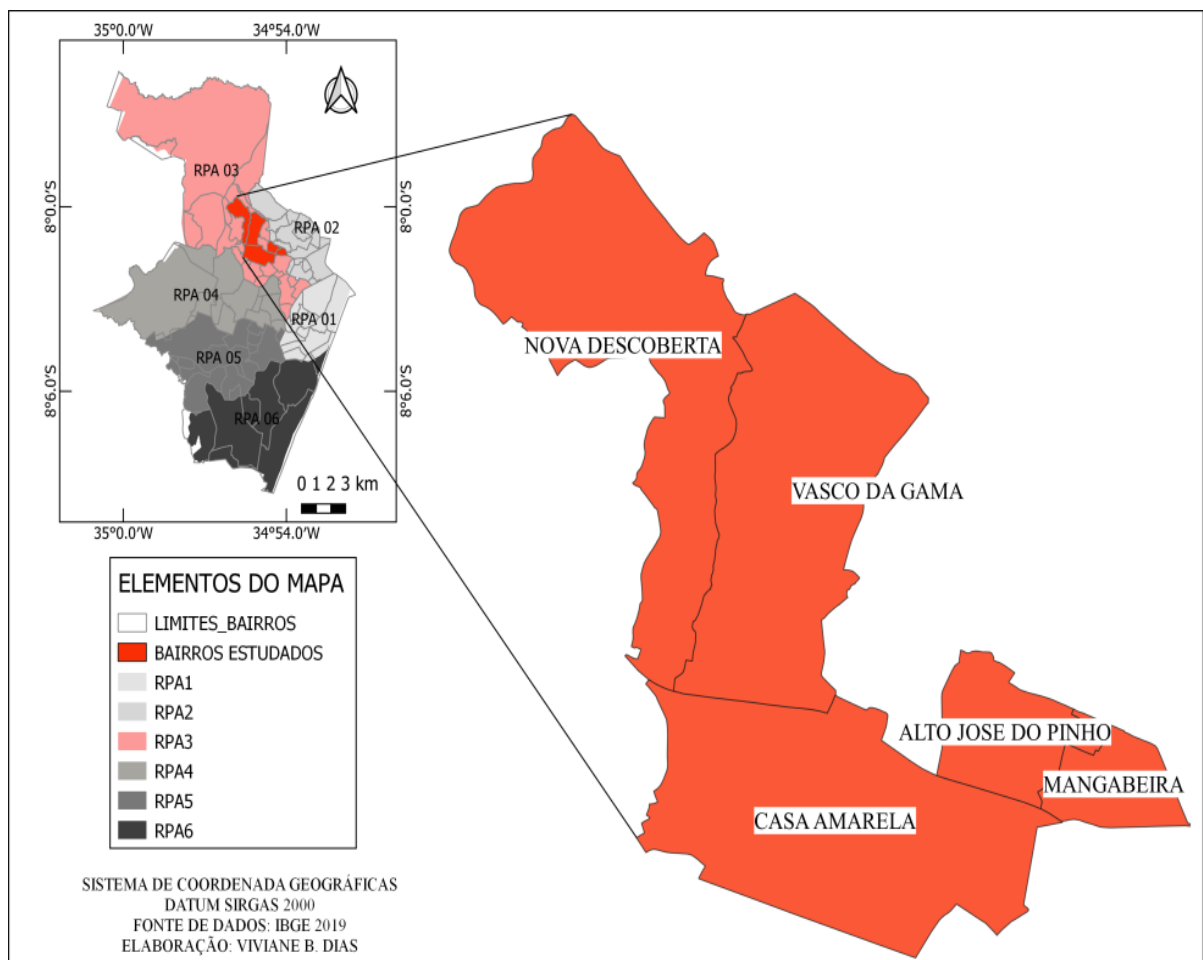 35°0.0'W
34°54.0'W
8°0.0'S
8°0.0'S
8°6.0'S
8°6.0'S
RPA 03
RPA 02
RPA 04
RPA 01
RPA 05
RPA 06
0 1 2 3 km
35°0.0'W
34°54.0'W
ELEMENTOS DO MAPA
LIMITES_BAIRROS
BAIRROS ESTUDADOS
RPA1
RPA2
RPA3
RPA4
RPA5
RPA6
SISTEMA DE COORDENADA GEOGRÁFICAS
DATUM SIRGAS 2000
FONTE DE DADOS: IBGE 2019
ELABORAÇÃO: VIVIANE B. DIAS
NOVA DESCOBERTA
VASCO DA GAMA
ALTO JOSE DO PINHO
MANGABEIRA
CASA AMARELA